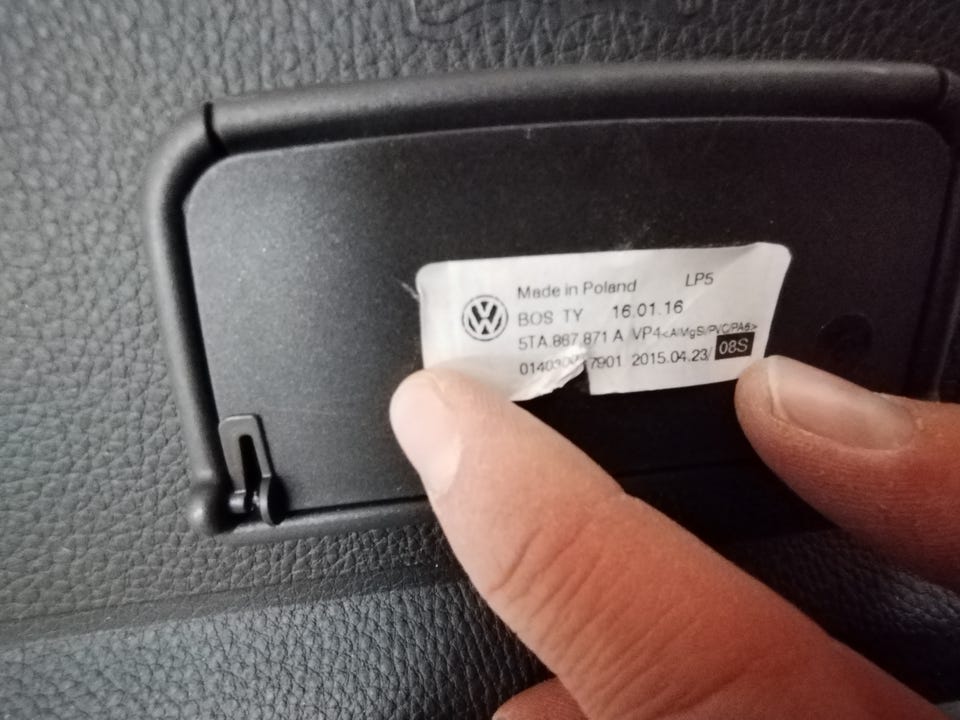 Made in Poland LP5
BOS TY 16.01.16
5TA.867.871 A VP4<AlMgSi/PVC/PA6>
7901 2015.04.23/ 08S